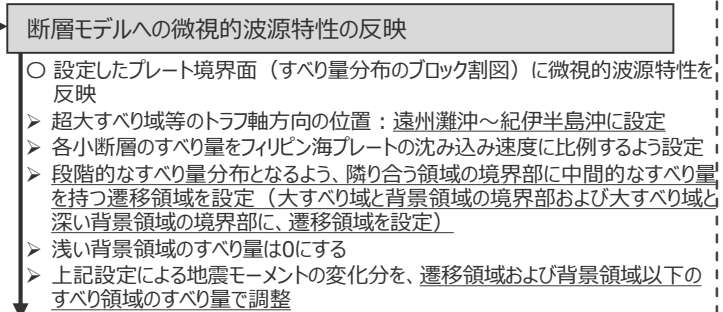 断層モデルへの微視的波源特性の反映
○ 設定したプレート境界面（すべり量分布のブロック割図）に微視的波源特性を
反映
➢ 超大すべり域等のトラフ軸方向の位置：遠州灘沖～紀伊半島沖に設定
➢ 各小断層のすべり量をフィリピン海プレートの沈み込み速度に比例するよう設定
➢ 段階的なすべり量分布となるよう、隣り合う領域の境界部に中間的なすべり量
を持つ遷移領域を設定（大すべり域と背景領域の境界部および大すべり域と
深い背景領域の境界部に、遷移領域を設定）
➢ 浅い背景領域のすべり量は0にする
➢ 上記設定による地震モーメントの変化分を、遷移領域および背景領域以下の
すべり領域のすべり量で調整